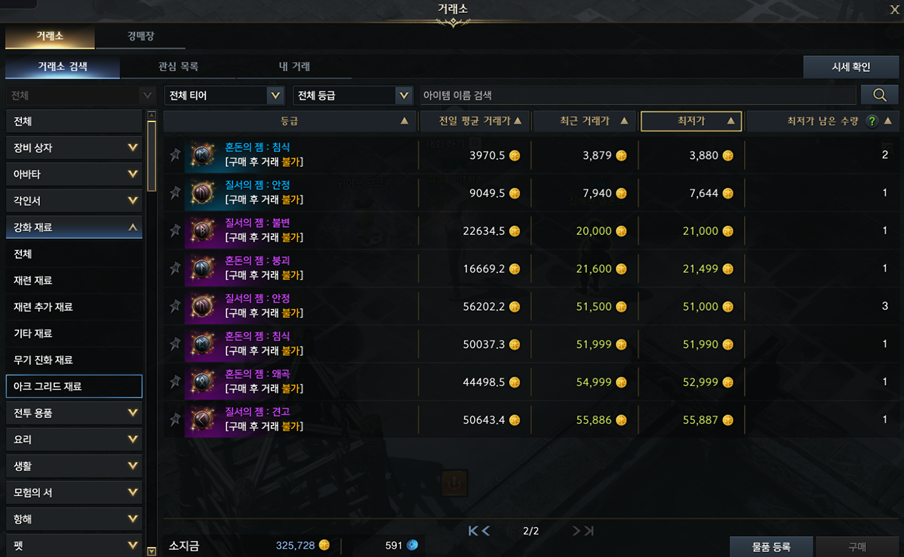 거래소
X
거래소 경매장
거래소 검색 관심 목록 내 거래 시세 확인
전체 전체 티어 전체 등급 아이템 이름 검색
등급 전일 평균 거래가 최근 거래가 최저가 최저가 남은 수량 ?
전체
장비 상자
아바타
각인서
강화 재료
전체
재련 재료
재련 추가 재료
기타 재료
무기 진화 재료
아크 그리드 재료
전투 용품
요리
생활
모험의 서
항해
펫
혼돈의 젬 : 침식
[구매 후 거래 불가]
3970.5 3,879 3,880 2
질서의 젬 : 안정
[구매 후 거래 불가]
9049.5 7,940 7,644 1
질서의 젬 : 불변
[구매 후 거래 불가]
22634.5 20,000 21,000 1
혼돈의 젬 : 붕괴
[구매 후 거래 불가]
16669.2 21,600 21,499 1
질서의 젬 : 안정
[구매 후 거래 불가]
56202.2 51,500 51,000 3
혼돈의 젬 : 침식
[구매 후 거래 불가]
50037.3 51,999 51,990 1
혼돈의 젬 : 왜곡
[구매 후 거래 불가]
44498.5 54,999 52,999 1
질서의 젬 : 견고
[구매 후 거래 불가]
50643.4 55,886 55,887 1
2/2
소지금 325,728 591 물품 등록 구매